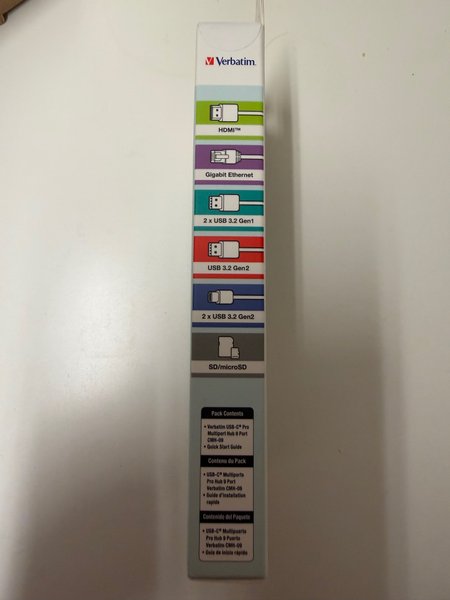 Verbatim.
HDMI™
Gigabit Ethernet
2 x USB 3.2 Gen1
USB 3.2 Gen2
2 x USB 3.2 Gen2
SD/microSD
Pack Contents
• Verbatim USB-C® Pro
Multiport Hub 9 Port
CMH-09
• Quick Start Guide
Contenu du Pack
• USB-C® Multiports
Pro Hub 9 Port
Verbatim CMH-09
• Guide d'installation
rapide
Contenido del Paquete
• USB-C® Multipuerto
Pro Hub 9 Puerto
Verbatim CMH-09
• Guía de inicio rápido